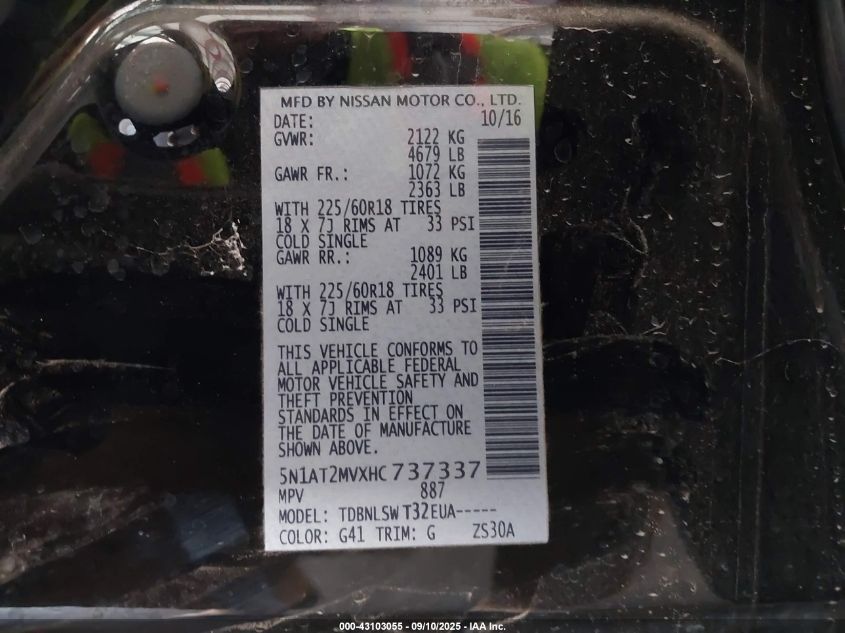 MFD BY NISSAN MOTOR CO., LTD.
DATE: 10/16
GVWR: 2122 KG
4679 LB
GAWR FR.: 1072 KG
2363 LB
WITH 225/60R18 TIRES
18 X 7J RIMS AT 33 PSI
COLD SINGLE
GAWR RR.: 1089 KG
2401 LB
WITH 225/60R18 TIRES
18 X 7J RIMS AT 33 PSI
COLD SINGLE
THIS VEHICLE CONFORMS TO
ALL APPLICABLE FEDERAL
MOTOR VEHICLE SAFETY AND
THEFT PREVENTION
STANDARDS IN EFFECT ON
THE DATE OF MANUFACTURE
SHOWN ABOVE.
5N1AT2MVXHC737337
MPV 887
MODEL: TDBNLSW T32EUA-----
COLOR: G41 TRIM: G ZS30A
000-43103055 - 09/10/2025 - IAA Inc.